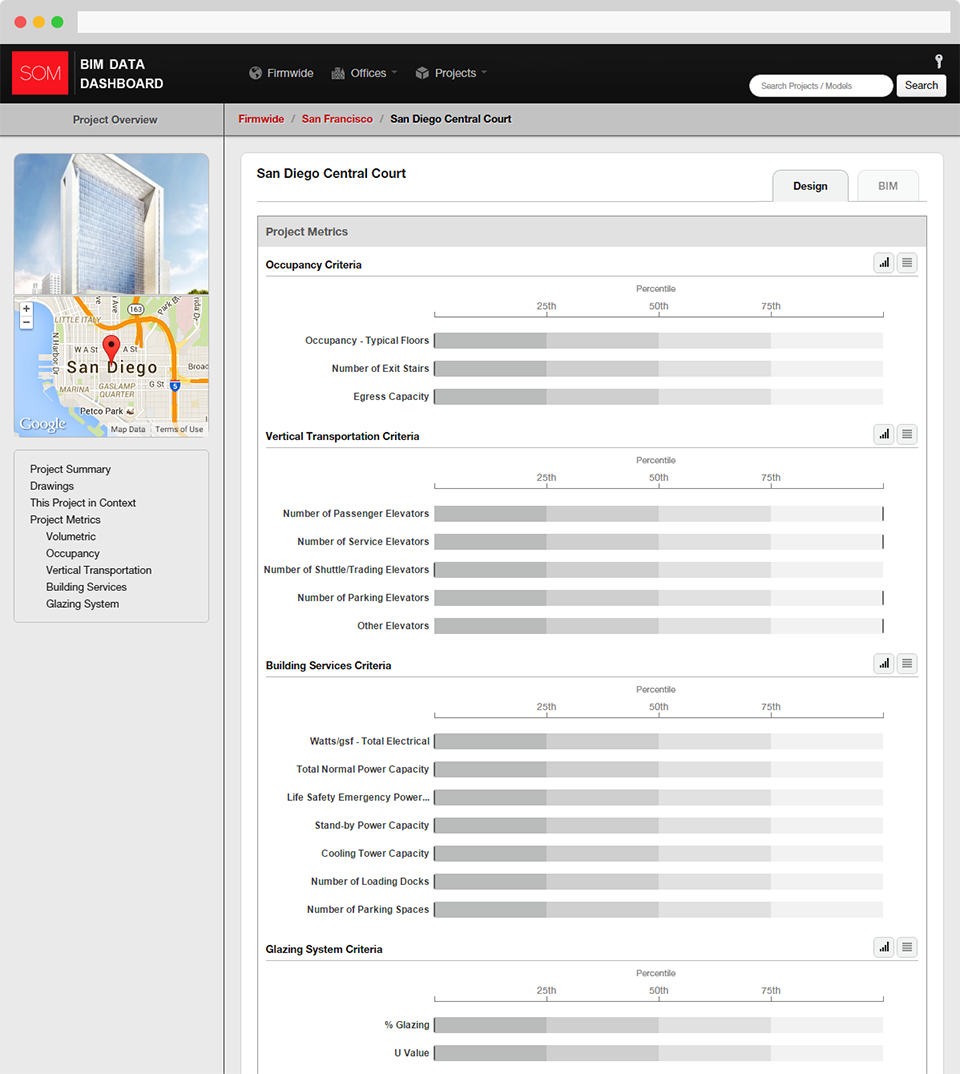 SOM
BIM DATA
DASHBOARD
Firmwide
Offices
Projects
Search Projects / Models
Search
Project Overview
Firmwide / San Francisco / San Diego Central Court
San Diego Central Court
Design
BIM
+
−
LITTLE ITALY
163
Park B
W A St
A St
N Harbor Dr
San Diego
Broad
G St
5
MARINA
GASLAMP
QUARTER
Petco Park
Google
Map Data
Terms of Use
Project Summary
Drawings
This Project in Context
Project Metrics
Volumetric
Occupancy
Vertical Transportation
Building Services
Glazing System
Project Metrics
Occupancy Criteria
Percentile
25th 50th 75th
Occupancy - Typical Floors
Number of Exit Stairs
Egress Capacity
Vertical Transportation Criteria
Percentile
25th 50th 75th
Number of Passenger Elevators
Number of Service Elevators
Number of Shuttle/Trading Elevators
Number of Parking Elevators
Other Elevators
Building Services Criteria
Percentile
25th 50th 75th
Watts/gsf - Total Electrical
Total Normal Power Capacity
Life Safety Emergency Power...
Stand-by Power Capacity
Cooling Tower Capacity
Number of Loading Docks
Number of Parking Spaces
Glazing System Criteria
Percentile
25th 50th 75th
% Glazing
U Value